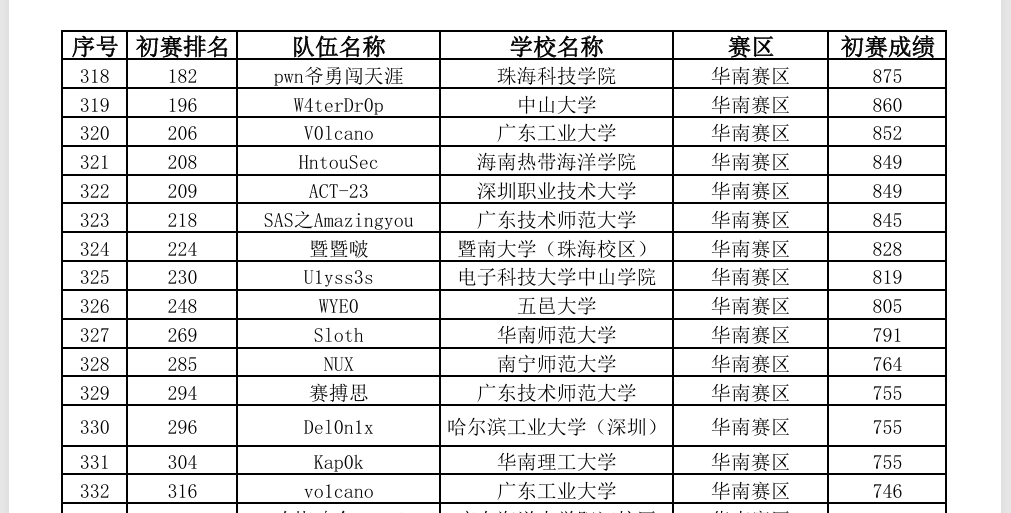 序号 初赛排名 队伍名称 学校名称 赛区 初赛成绩
318 182 pwn爷勇闯天涯 珠海科技学院 华南赛区 875
319 196 W4terDr0p 中山大学 华南赛区 860
320 206 V0lcano 广东工业大学 华南赛区 852
321 208 HntouSec 海南热带海洋学院 华南赛区 849
322 209 ACT-23 深圳职业技术大学 华南赛区 849
323 218 SAS之Amazingyou 广东技术师范大学 华南赛区 845
324 224 暨暨啵 暨南大学（珠海校区） 华南赛区 828
325 230 Ulyss3s 电子科技大学中山学院 华南赛区 819
326 248 WYE0 五邑大学 华南赛区 805
327 269 Sloth 华南师范大学 华南赛区 791
328 285 NUX 南宁师范大学 华南赛区 764
329 294 赛搏思 广东技术师范大学 华南赛区 755
330 296 Del0n1x 哈尔滨工业大学（深圳） 华南赛区 755
331 304 Kap0k 华南理工大学 华南赛区 755
332 316 volcano 广东工业大学 华南赛区 746